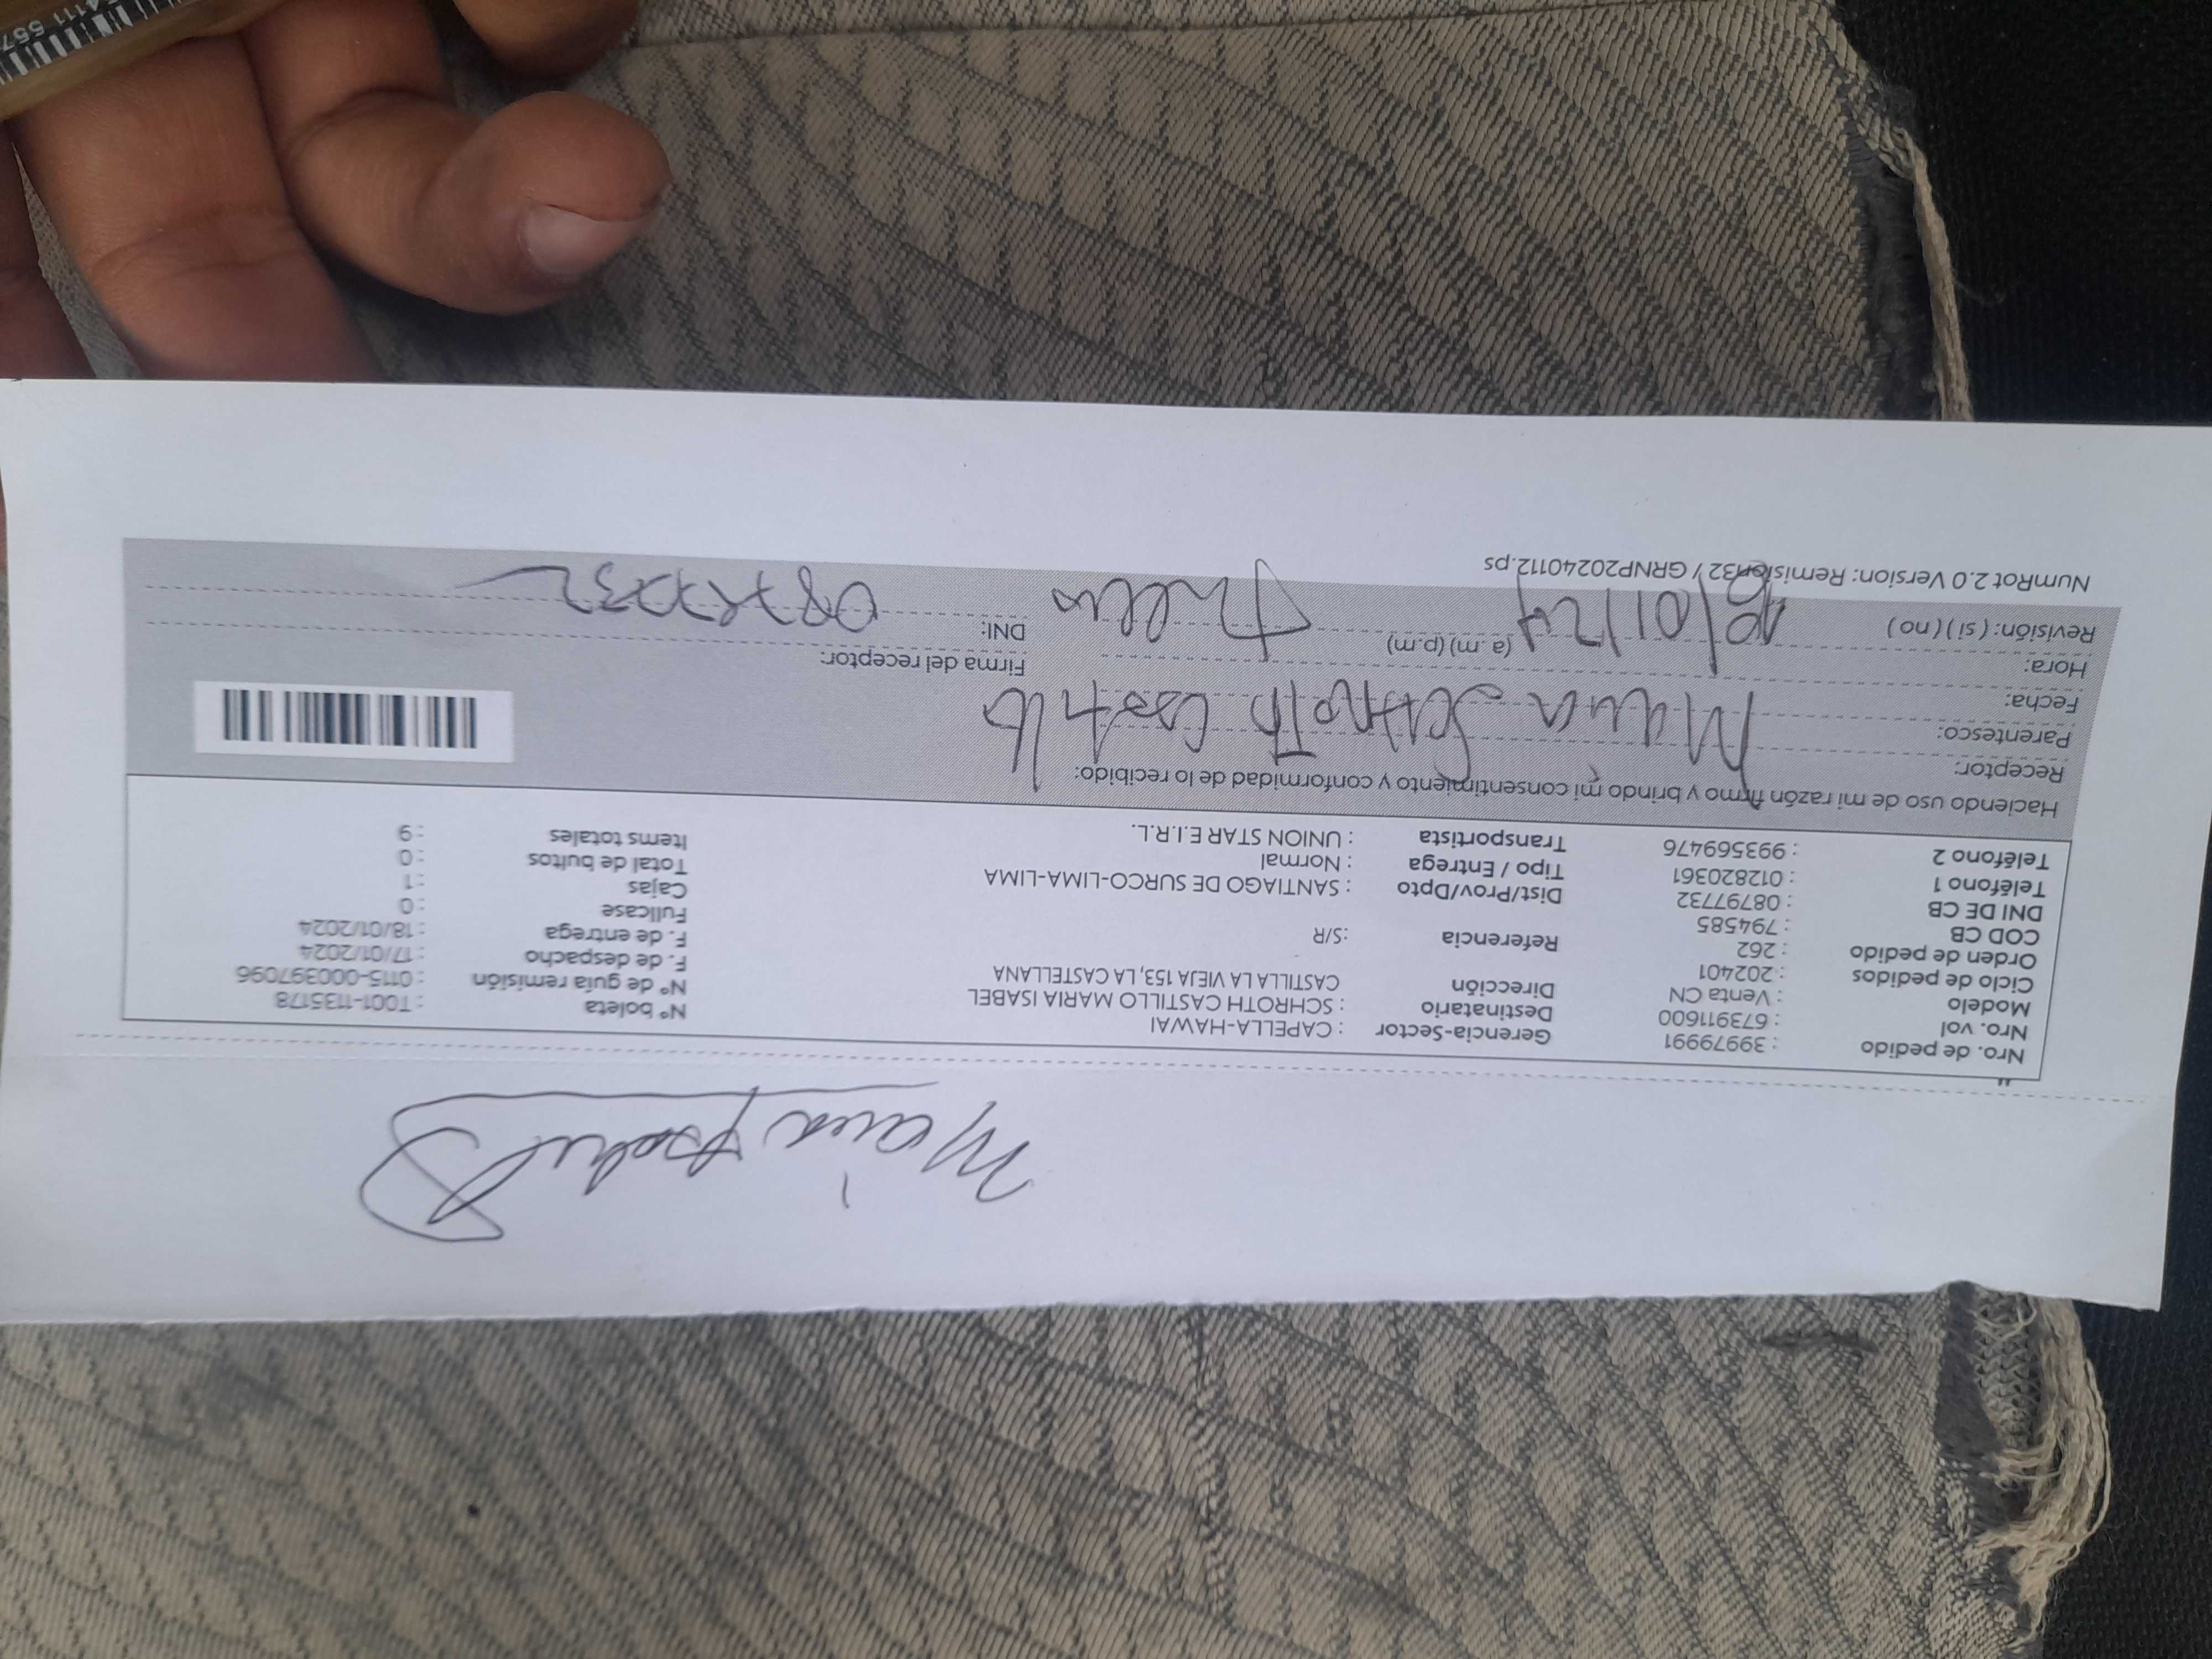 Maria Isabel
Nro. de pedido : 39979991 Gerencia-Sector : CAPELLA-HAWAI N° boleta : T001-1135178
Nro. vol : 673911600 Destinatario : SCHROTH CASTILLO MARIA ISABEL N° de guía remisión : 0115-000397096
Modelo : Venta CN Dirección CASTILLA LA VIEJA 153, LA CASTELLANA F. de despacho : 17/01/2024
Ciclo de pedidos : 202401 F. de entrega : 18/01/2024
Orden de pedido : 262 Referencia :S/R Fullcase : 0
COD CB : 794585 Cajas : 1
DNI DE CB : 08797732 Dist/Prov/Dpto : SANTIAGO DE SURCO-LIMA-LIMA Total de bultos : 0
Teléfono 1 : 012820361 Tipo / Entrega : Normal Items totales : 9
Teléfono 2 : 993569476 Transportista : UNION STAR E.I.R.L.
Haciendo uso de mi razón firmo y brindo mi consentimiento y conformidad de lo recibido:
Receptor:
Parentesco: Maria Schroth Castillo
Fecha:
Hora: (a.m) (p.m) Firma del receptor:
Revisión: ( si ) ( no ) 18/01/24 DNI: 08797732
NumRot 2.0 Version: Remision32 / GRNP20240112.ps